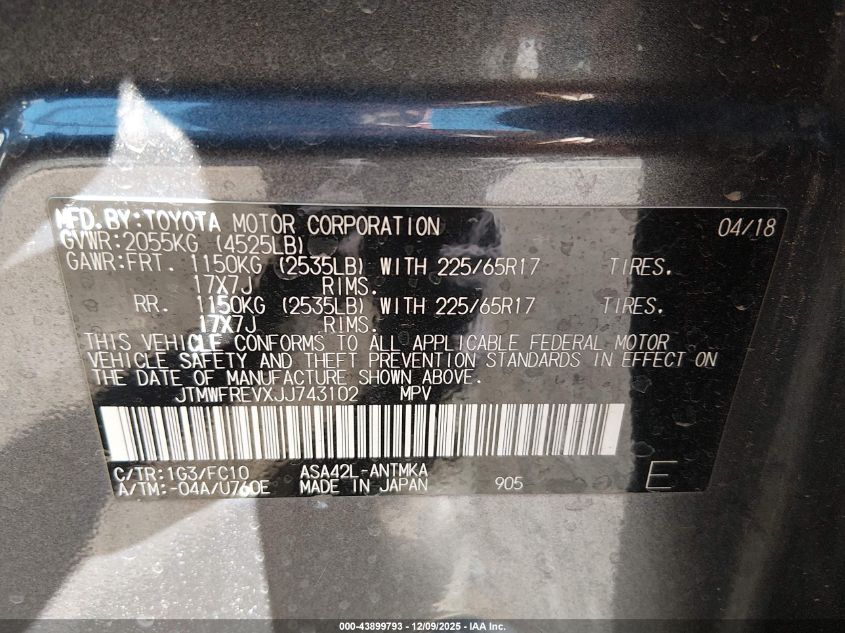 MFD. BY: TOYOTA MOTOR CORPORATION 04/18
GVWR: 2055KG (4525LB)
GAWR: FRT. 1150KG (2535LB) WITH 225/65R17 TIRES.
17X7J RIMS.
RR. 1150KG (2535LB) WITH 225/65R17 TIRES.
17X7J RIMS.
THIS VEHICLE CONFORMS TO ALL APPLICABLE FEDERAL MOTOR
VEHICLE SAFETY AND THEFT PREVENTION STANDARDS IN EFFECT ON
THE DATE OF MANUFACTURE SHOWN ABOVE.
JTMWFREVXJJ743102 MPV
C/TR: 1G3/FC10 ASA42L-ANTMKA
A/TM: -04A/U760E MADE IN JAPAN 905 E
000-43899793 - 12/09/2025 - IAA Inc.